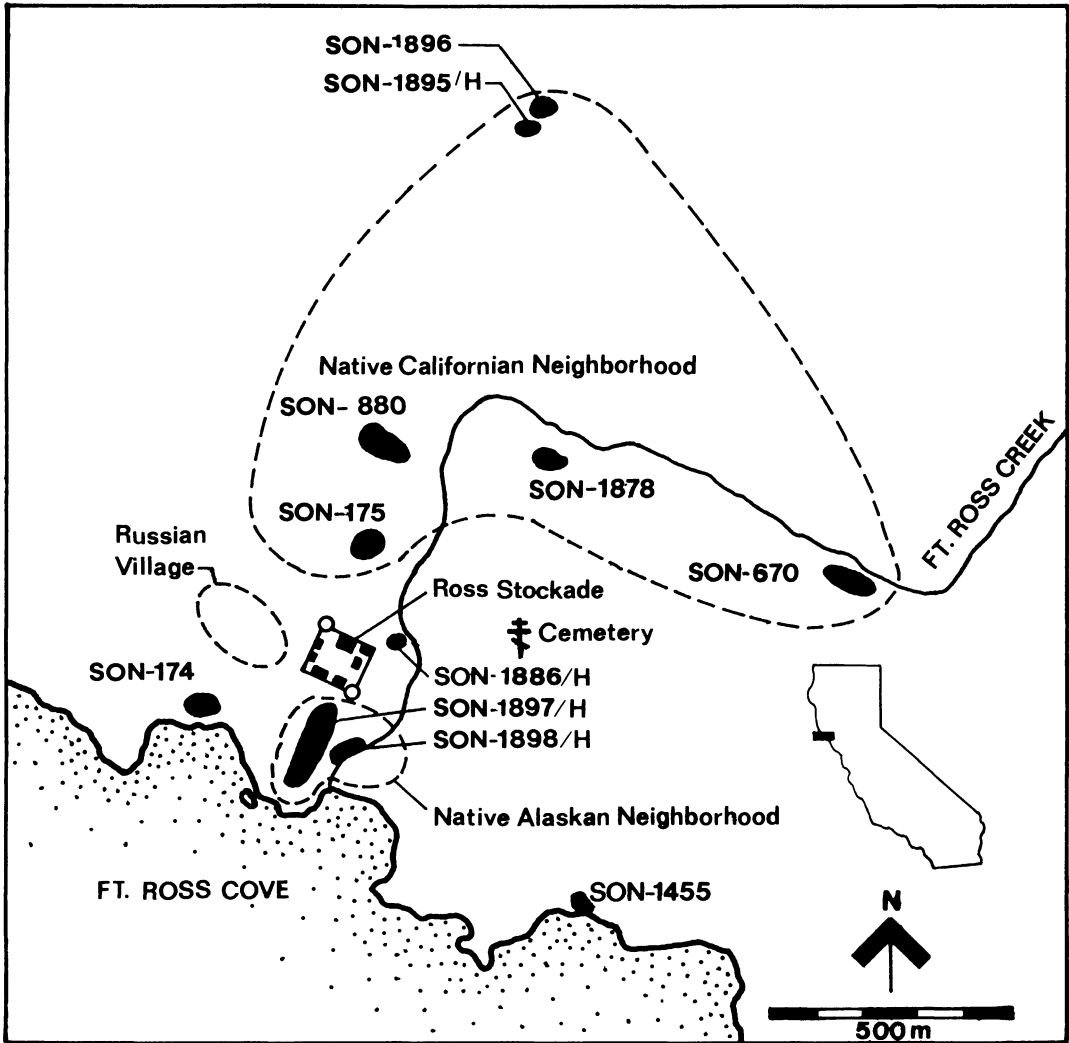 SON-1896
SON-1895/H
Native Californian Neighborhood
SON- 880
SON-1878
SON-175
FT. ROSS CREEK
Russian
Village
SON-670
Ross Stockade
Cemetery
SON-174
SON-1886/H
SON-1897/H
SON-1898/H
Native Alaskan Neighborhood
FT. ROSS COVE
SON-1455
N
500 m